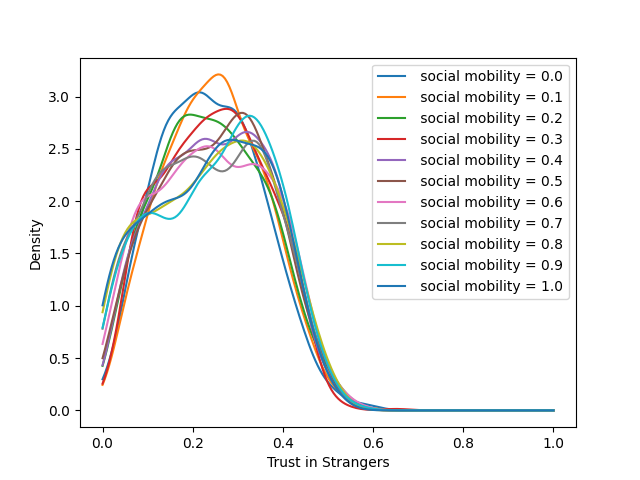 3.0
2.5
2.0
1.5
1.0
0.5
0.0
Density
0.0 0.2 0.4 0.6 0.8 1.0
Trust in Strangers
social mobility = 0.0
social mobility = 0.1
social mobility = 0.2
social mobility = 0.3
social mobility = 0.4
social mobility = 0.5
social mobility = 0.6
social mobility = 0.7
social mobility = 0.8
social mobility = 0.9
social mobility = 1.0